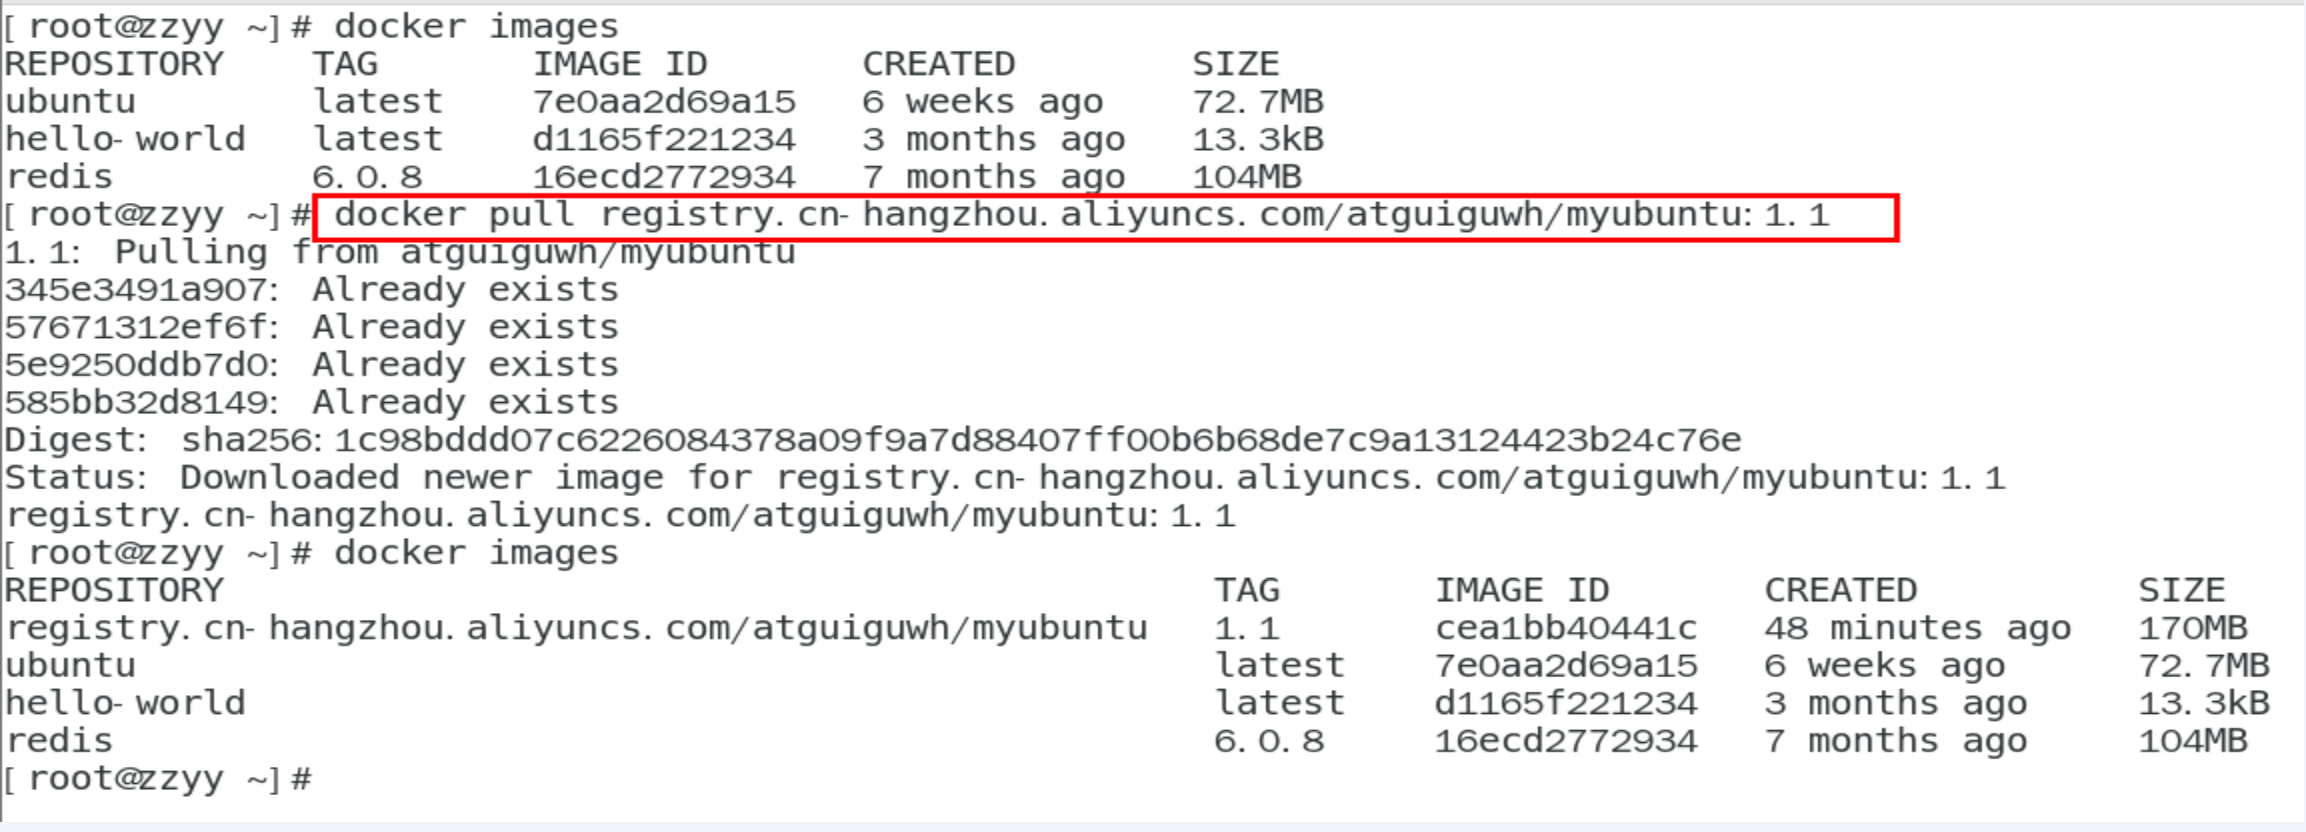 [root@zzyy ~]# docker images
REPOSITORY    TAG       IMAGE ID       CREATED        SIZE
ubuntu        latest    7e0aa2d69a15   6 weeks ago    72.7MB
hello-world   latest    d1165f221234   3 months ago   13.3kB
redis         6.0.8     16ecd2772934   7 months ago   104MB
[root@zzyy ~]# docker pull registry.cn-hangzhou.aliyuncs.com/atguiguwh/myubuntu:1.1
1.1: Pulling from atguiguwh/myubuntu
345e3491a907: Already exists
57671312ef6f: Already exists
5e9250ddb7d0: Already exists
585bb32d8149: Already exists
Digest: sha256:1c98bddd07c6226084378a09f9a7d88407ff00b6b68de7c9a13124423b24c76e
Status: Downloaded newer image for registry.cn-hangzhou.aliyuncs.com/atguiguwh/myubuntu:1.1
registry.cn-hangzhou.aliyuncs.com/atguiguwh/myubuntu:1.1
[root@zzyy ~]# docker images
REPOSITORY                                             TAG       IMAGE ID       CREATED          SIZE
registry.cn-hangzhou.aliyuncs.com/atguiguwh/myubuntu   1.1       cea1bb40441c   48 minutes ago   170MB
ubuntu                                                 latest    7e0aa2d69a15   6 weeks ago      72.7MB
hello-world                                            latest    d1165f221234   3 months ago     13.3kB
redis                                                  6.0.8     16ecd2772934   7 months ago     104MB
[root@zzyy ~]#